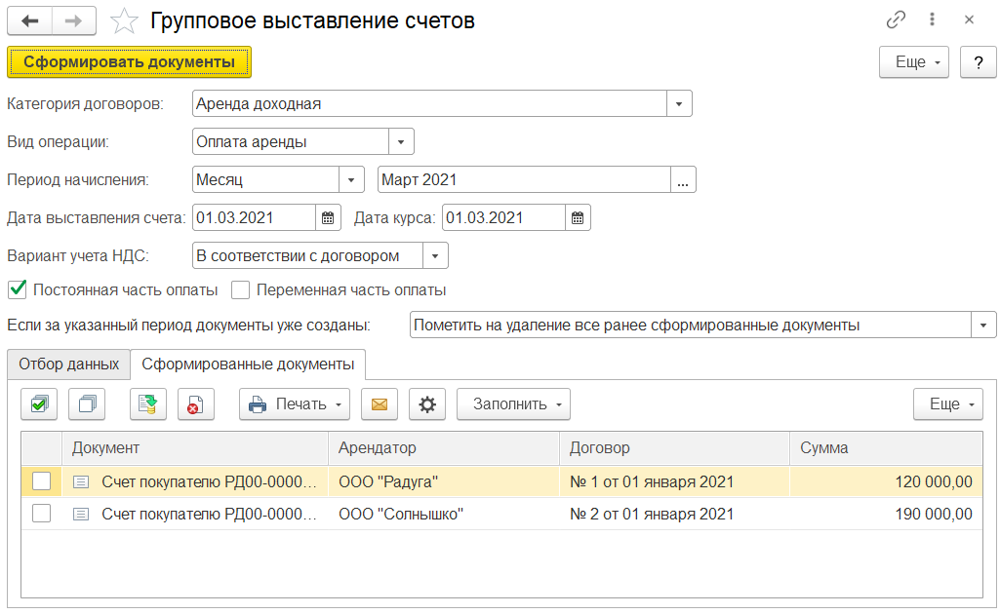 Групповое выставление счетов
Сформировать документы Еще ?
Категория договоров: Аренда доходная
Вид операции: Оплата аренды
Период начисления: Месяц Март 2021 ...
Дата выставления счета: 01.03.2021 Дата курса: 01.03.2021
Вариант учета НДС: В соответствии с договором
Постоянная часть оплаты Переменная часть оплаты
Если за указанный период документы уже созданы: Пометить на удаление все ранее сформированные документы
Отбор данных Сформированные документы
Печать Заполнить Еще
Документ Арендатор Договор Сумма
Счет покупателю РД00-0000... ООО "Радуга" № 1 от 01 января 2021 120 000,00
Счет покупателю РД00-0000... ООО "Солнышко" № 2 от 01 января 2021 190 000,00